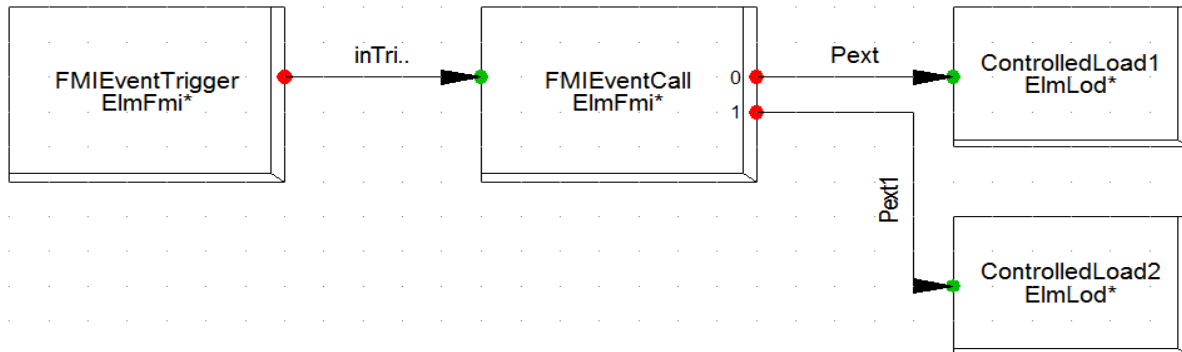 inTri..
Pext
FMIEventTrigger
ElmFmi*
FMIEventCall
ElmFmi*
0
1
ControlledLoad1
ElmLod*
Pext1
ControlledLoad2
ElmLod*